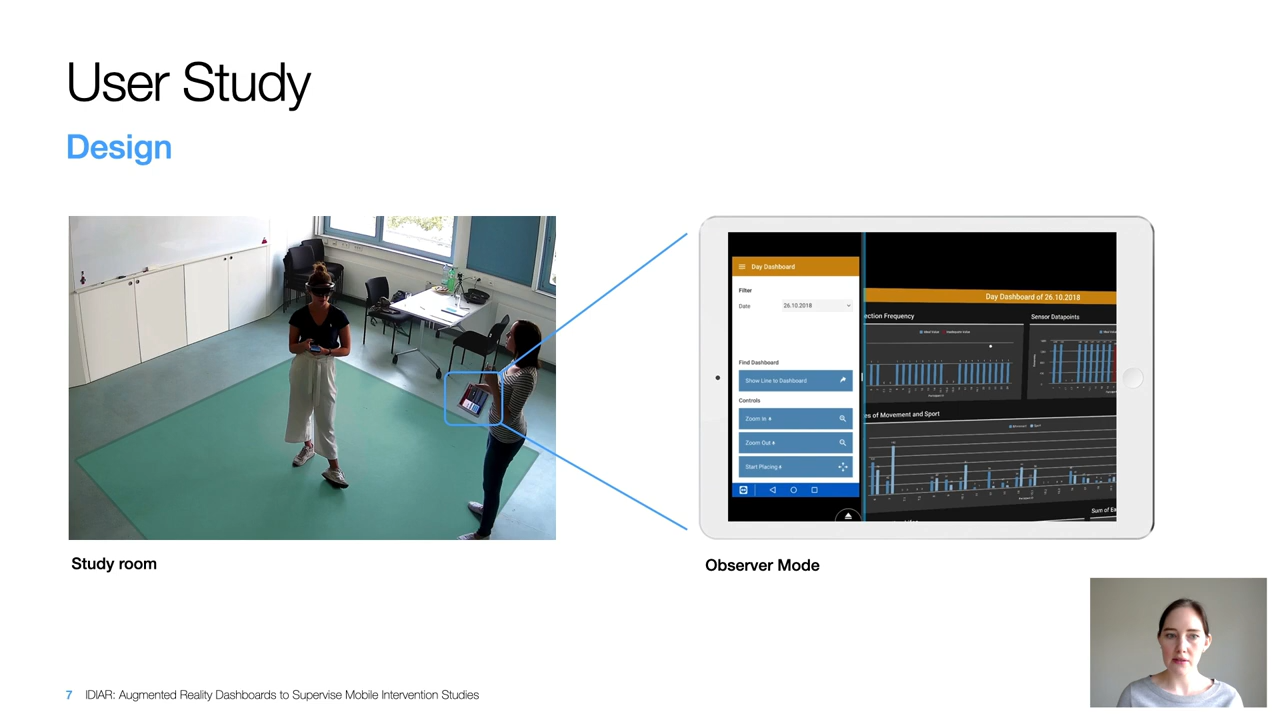 User Study
Design
Day Dashboard
Filter
Date 26.10.2018
Find Dashboard
Show Line to Dashboard
Controls
Zoom In
Zoom Out
Start Placing
Day Dashboard of 26.10.2018
ection Frequency
Sensor Datapoints
es of Movement and Sport
Sum of Ex
Study room
Observer Mode
7 IDIAR: Augmented Reality Dashboards to Supervise Mobile Intervention Studies